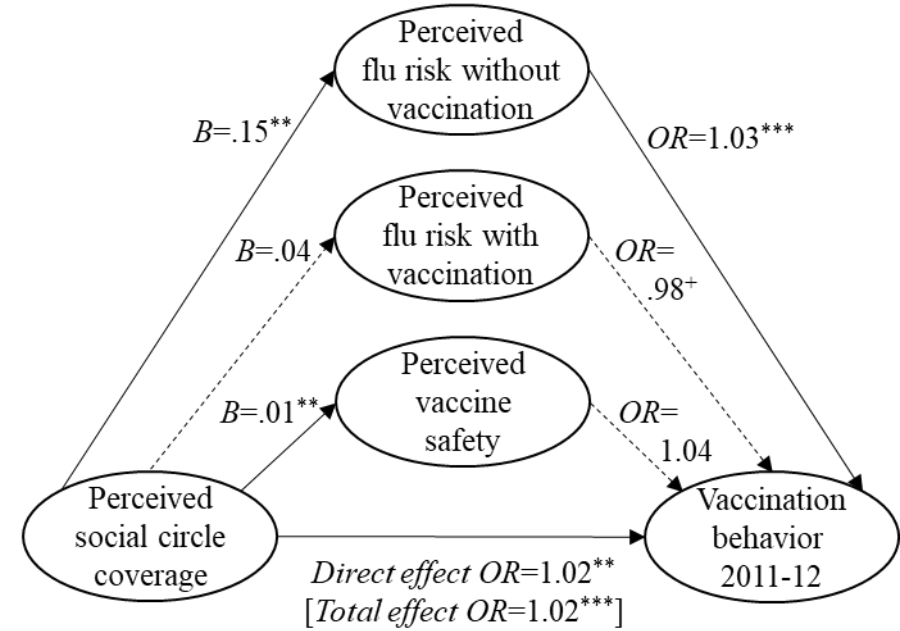 Perceived
flu risk without
vaccination
B=.15**
OR=1.03***
Perceived
flu risk with
vaccination
B=.04
OR=
.98+
Perceived
vaccine
safety
B=.01**
OR=
1.04
Perceived
social circle
coverage
Vaccination
behavior
2011-12
Direct effect OR=1.02**
[Total effect OR=1.02***]